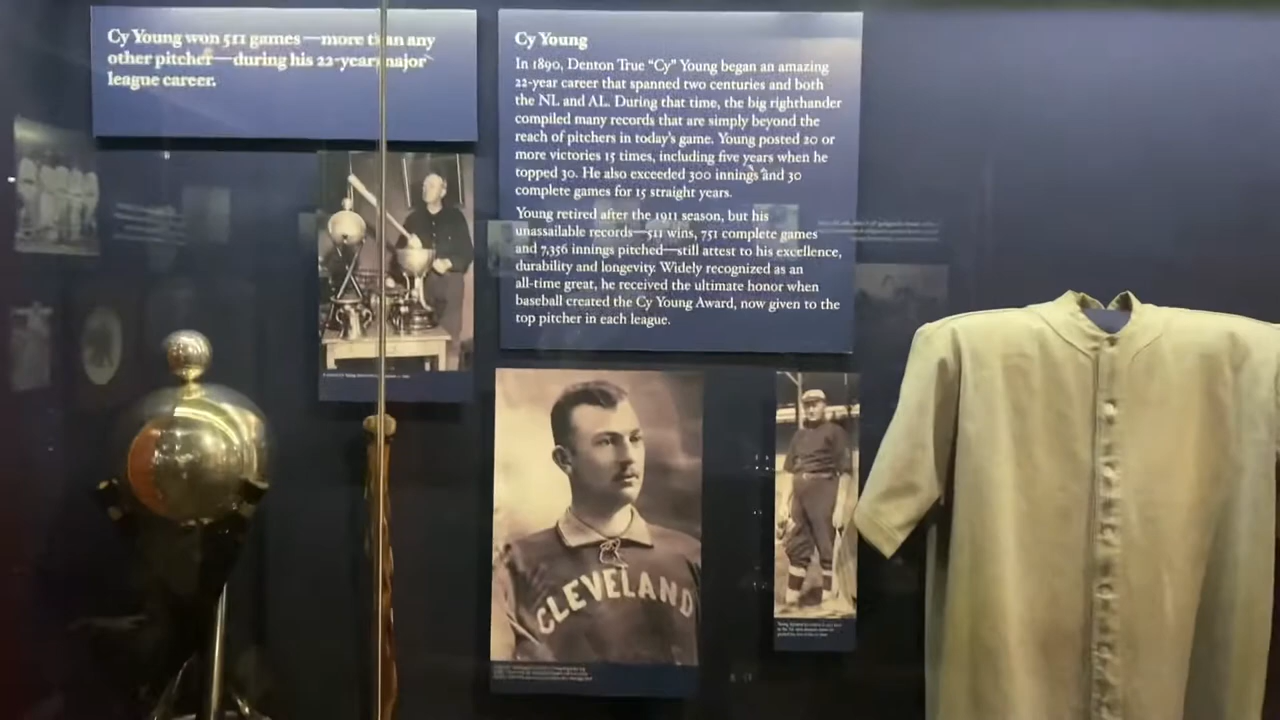 Cy Young won 511 games—more than any
other pitcher—during his 22-year major
league career.
Cy Young
In 1890, Denton True “Cy” Young began an amazing
22-year career that spanned two centuries and both
the NL and AL. During that time, the big righthander
compiled many records that are simply beyond the
reach of pitchers in today's game. Young posted 20 or
more victories 15 times, including five years when he
topped 30. He also exceeded 300 innings and 30
complete games for 15 straight years.
Young retired after the 1911 season, but his
unassailable records—511 wins, 751 complete games
and 7,356 innings pitched—still attest to his excellence,
durability and longevity. Widely recognized as an
all-time great, he received the ultimate honor when
baseball created the Cy Young Award, now given to the
top pitcher in each league.
CLEVELAND